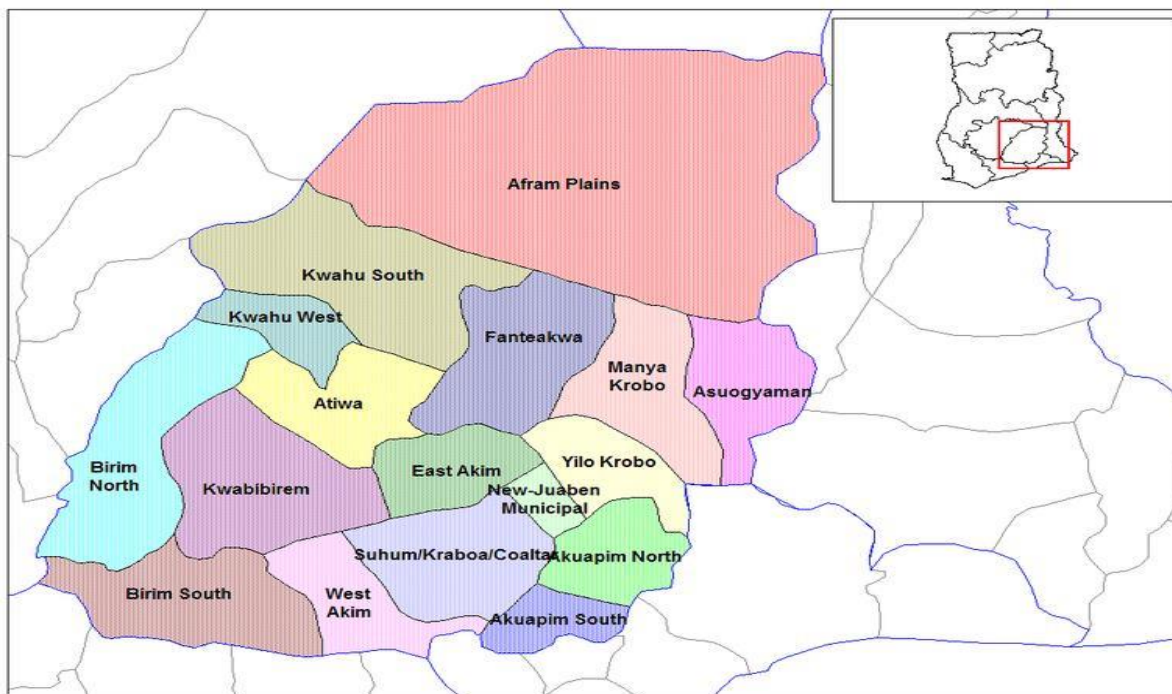 Afram Plains
Kwahu South
Kwahu West
Fanteakwa
Manya
Krobo
Asuogyaman
Atiwa
Birim
North
Kwabibirem
East Akim
Yilo Krobo
New-Juaben
Municipal
Suhum/Kraboa/Coaltar
Akuapim North
Birim South
West
Akim
Akuapim South